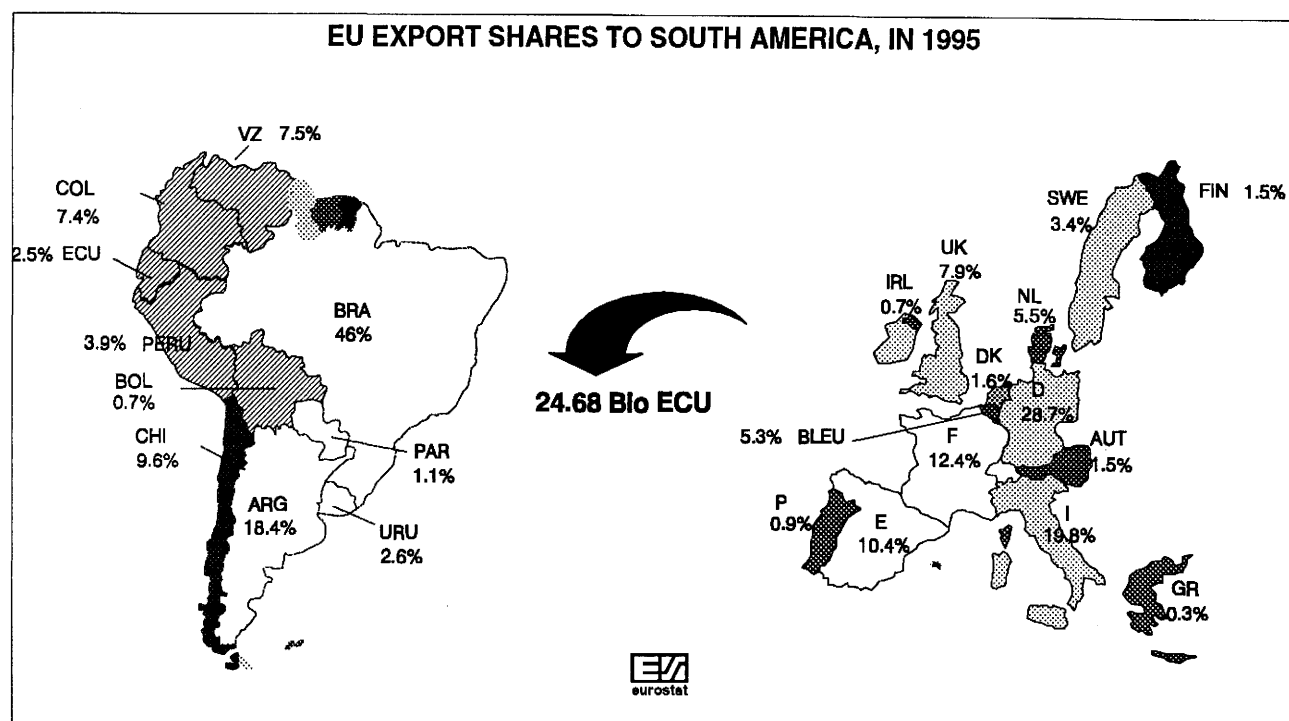 EU EXPORT SHARES TO SOUTH AMERICA, IN 1995
VZ 7.5%
COL
7.4%
2.5% ECU
BRA
46%
3.9% PERU
BOL
0.7%
CHI
9.6%
PAR
1.1%
ARG
18.4%
URU
2.6%
24.68 Bio ECU
FIN 1.5%
SWE
3.4%
UK
7.9%
IRL
0.7%
NL
5.5%
DK
1.6%
D
28.7%
5.3% BLEU
F
12.4%
AUT
1.5%
P
0.9%
E
10.4%
I
19.8%
GR
0.3%
eurostat